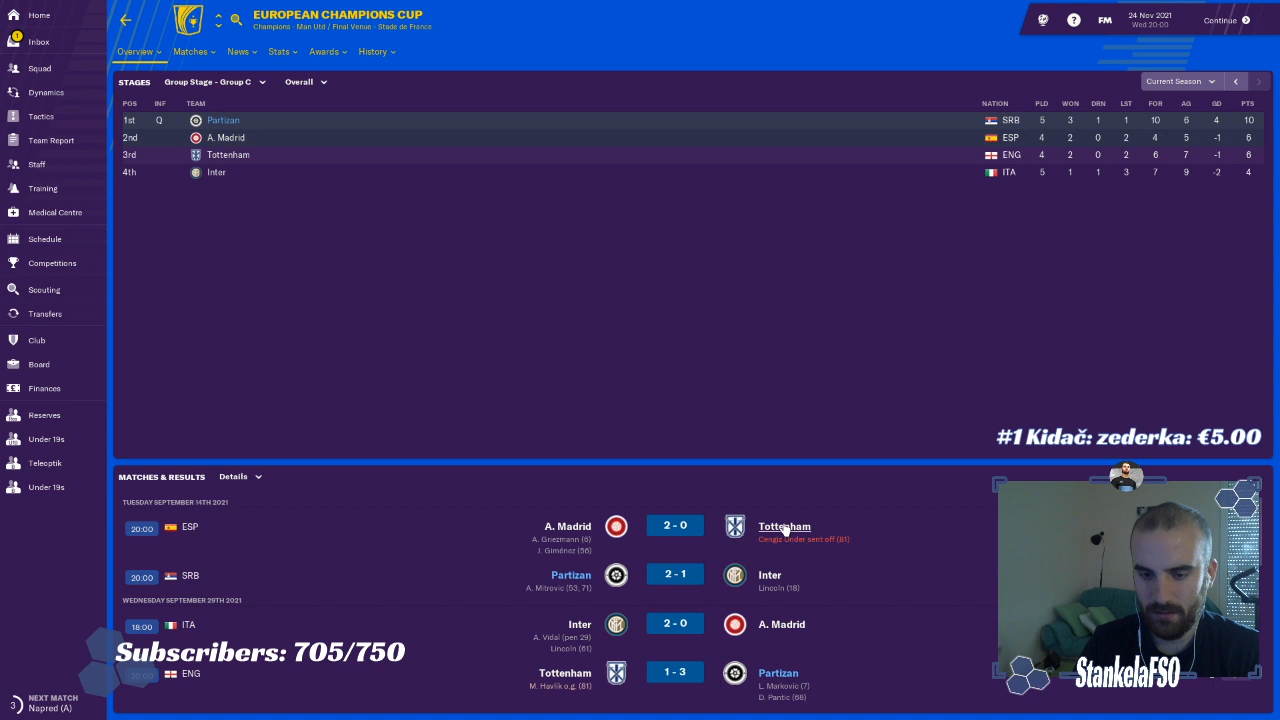 Home
1
Inbox
Squad
Dynamics
Tactics
Team Report
Staff
Training
Medical Centre
Schedule
Competitions
Scouting
Transfers
Club
Board
Finances
Reserves
Under 19s
Teleoptik
Under 19s
3
NEXT MATCH
Napred (A)
EUROPEAN CHAMPIONS CUP
Champions - Man Utd / Final Venue - Stade de France
Overview Matches News Stats Awards History
? FM 24 Nov 2021
Wed 20:00
Continue
STAGES Group Stage - Group C Overall Current Season
POS INF TEAM NATION PLD WON DRN LST FOR AG GD PTS
1st Q Partizan SRB 5 3 1 1 10 6 4 10
2nd A. Madrid ESP 4 2 0 2 4 5 -1 6
3rd Tottenham ENG 4 2 0 2 6 7 -1 6
4th Inter ITA 5 1 1 3 7 9 -2 4
#1 Kidač: zederka: €5.00
MATCHES & RESULTS Details
TUESDAY SEPTEMBER 14TH 2021
20:00 ESP A. Madrid 2 - 0 Tottenham
A. Griezmann (6) Cengiz Ünder sent off (81)
J. Giménez (56)
20:00 SRB Partizan 2 - 1 Inter
A. Mitrovic (53, 71) Lincoln (18)
WEDNESDAY SEPTEMBER 29TH 2021
18:00 ITA Inter 2 - 0 A. Madrid
A. Vidal (pen 29)
Lincoln (61)
20:00 ENG Tottenham 1 - 3 Partizan
M. Havlik o.g. (81) L. Markovic (7)
D. Pantic (68)
Subscribers: 705/750
StankelaFSO